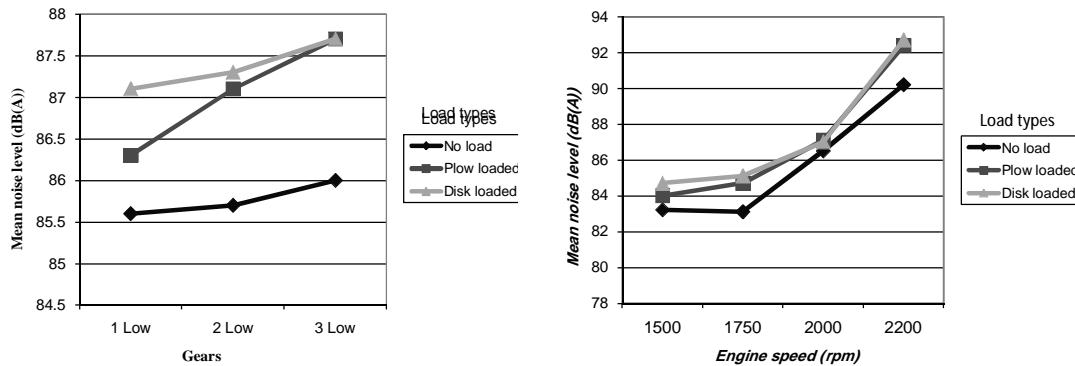 88
87.5
87
86.5
86
85.5
85
84.5
Mean noise level (dB(A))
1 Low
2 Low
3 Low
Gears
Load types
Load types
No load
Plow loaded
Disk loaded
94
92
90
88
86
84
82
80
78
Mean noise level (dB(A))
1500
1750
2000
2200
Engine speed (rpm)
Load types
No load
Plow loaded
Disk loaded